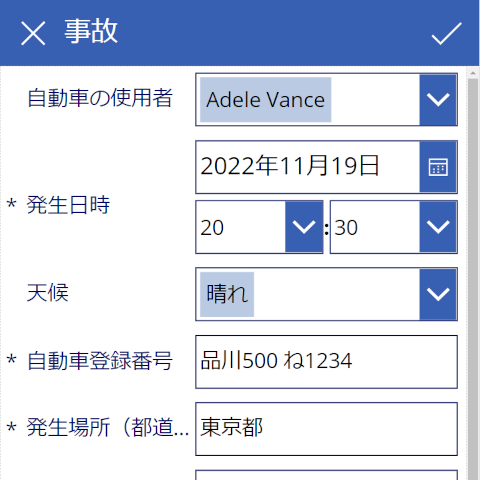 事故
自動車の使用者
Adele Vance
2022年11月19日
* 発生日時
20 : 30
天候
晴れ
* 自動車登録番号
品川500 ね1234
* 発生場所（都道...
東京都